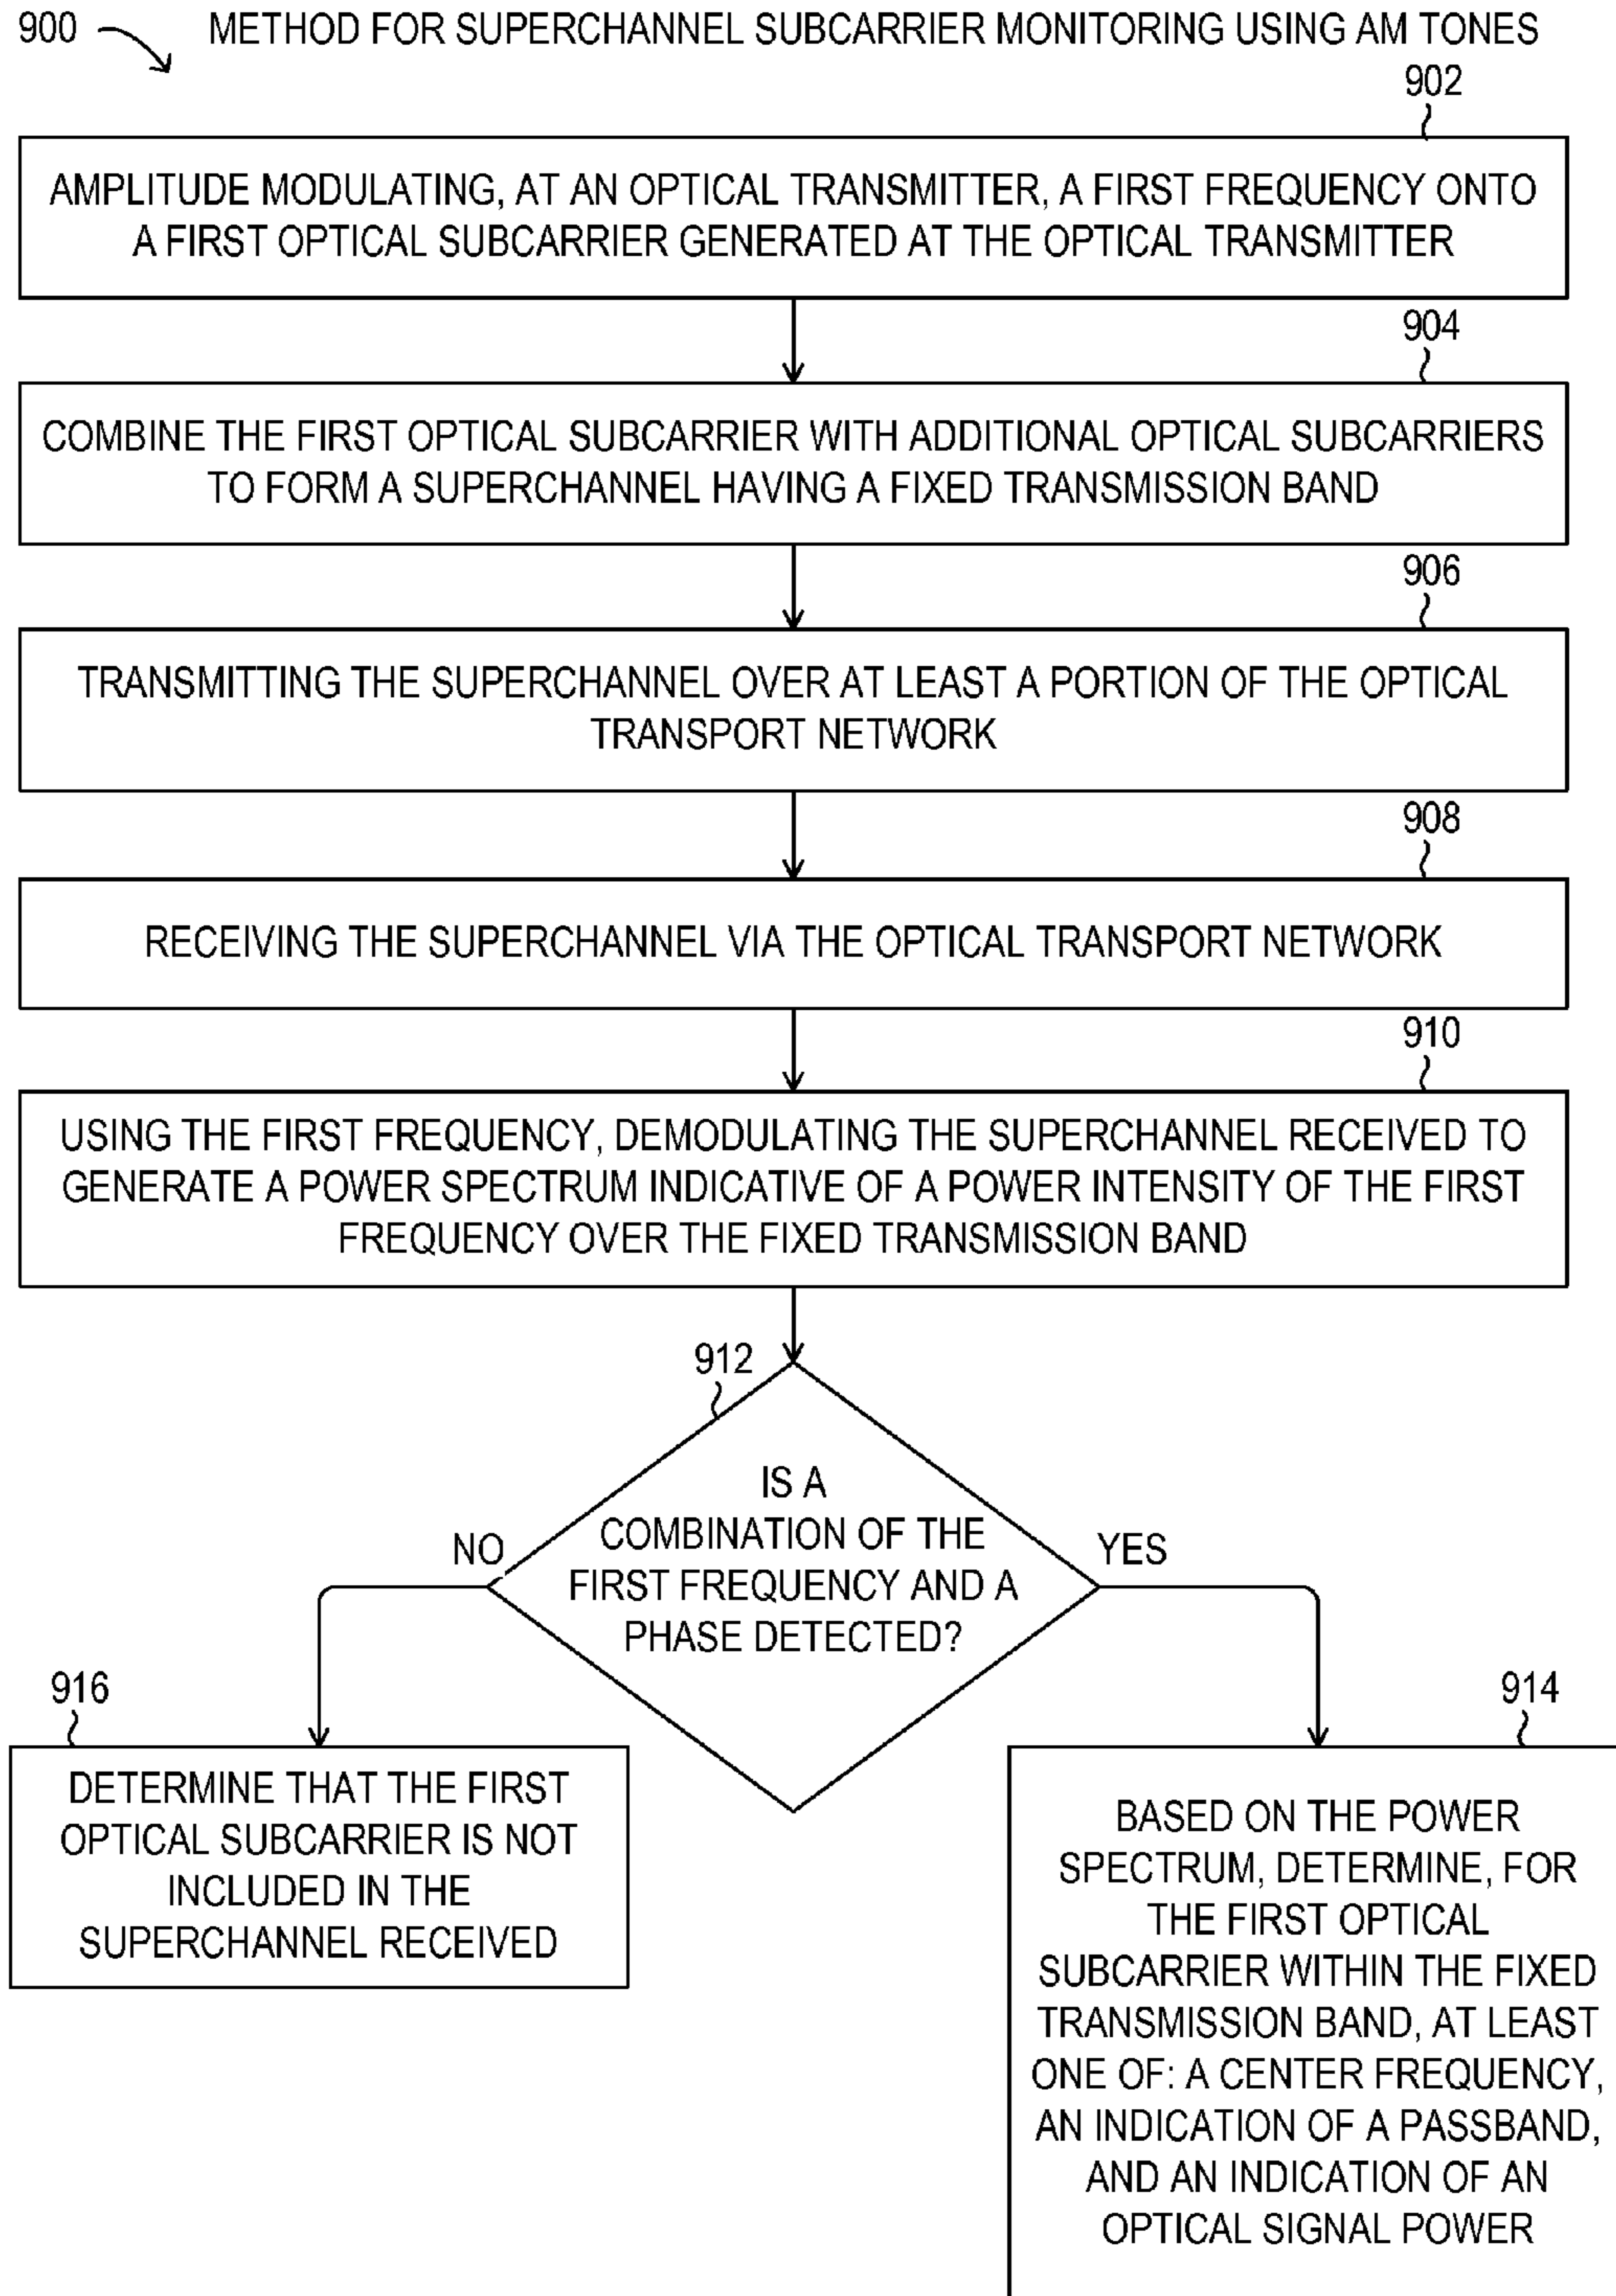 900
METHOD FOR SUPERCHANNEL SUBCARRIER MONITORING USING AM TONES
902
AMPLITUDE MODULATING, AT AN OPTICAL TRANSMITTER, A FIRST FREQUENCY ONTO
A FIRST OPTICAL SUBCARRIER GENERATED AT THE OPTICAL TRANSMITTER
904
COMBINE THE FIRST OPTICAL SUBCARRIER WITH ADDITIONAL OPTICAL SUBCARRIERS
TO FORM A SUPERCHANNEL HAVING A FIXED TRANSMISSION BAND
906
TRANSMITTING THE SUPERCHANNEL OVER AT LEAST A PORTION OF THE OPTICAL
TRANSPORT NETWORK
908
RECEIVING THE SUPERCHANNEL VIA THE OPTICAL TRANSPORT NETWORK
910
USING THE FIRST FREQUENCY, DEMODULATING THE SUPERCHANNEL RECEIVED TO
GENERATE A POWER SPECTRUM INDICATIVE OF A POWER INTENSITY OF THE FIRST
FREQUENCY OVER THE FIXED TRANSMISSION BAND
912
IS A
COMBINATION OF THE
FIRST FREQUENCY AND A
PHASE DETECTED?
NO
YES
916
DETERMINE THAT THE FIRST
OPTICAL SUBCARRIER IS NOT
INCLUDED IN THE
SUPERCHANNEL RECEIVED
914
BASED ON THE POWER
SPECTRUM, DETERMINE, FOR
THE FIRST OPTICAL
SUBCARRIER WITHIN THE FIXED
TRANSMISSION BAND, AT LEAST
ONE OF: A CENTER FREQUENCY,
AN INDICATION OF A PASSBAND,
AND AN INDICATION OF AN
OPTICAL SIGNAL POWER